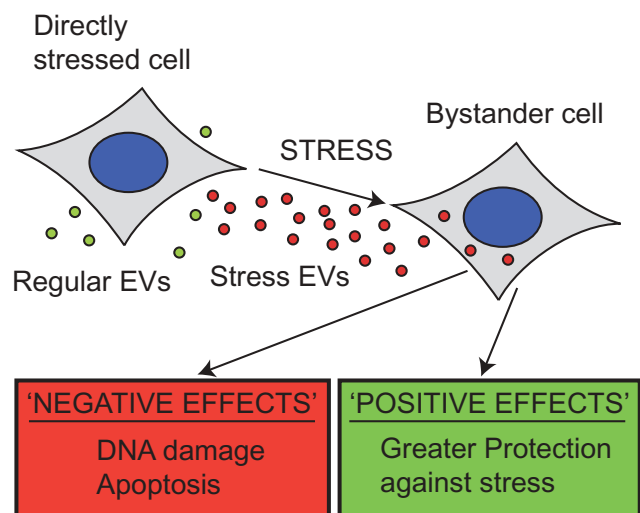 Directly
stressed cell
Bystander cell
STRESS
Regular EVs
Stress EVs
‘NEGATIVE EFFECTS’
DNA damage
Apoptosis
‘POSITIVE EFFECTS’
Greater Protection
against stress